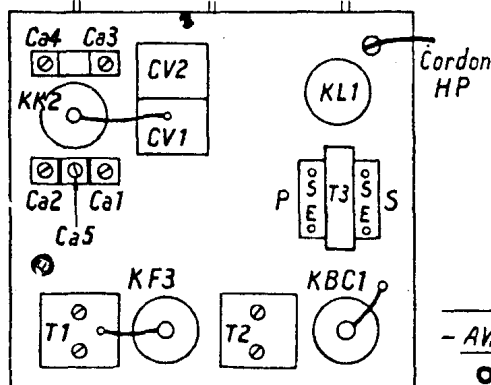 Ca4 Ca3
CV2
KK2
CV1
KL1
Cordon
HP
Ca2 Ca1
Ca5
P
S
E
T3
S
E
S
KF3
KBC1
T1
T2